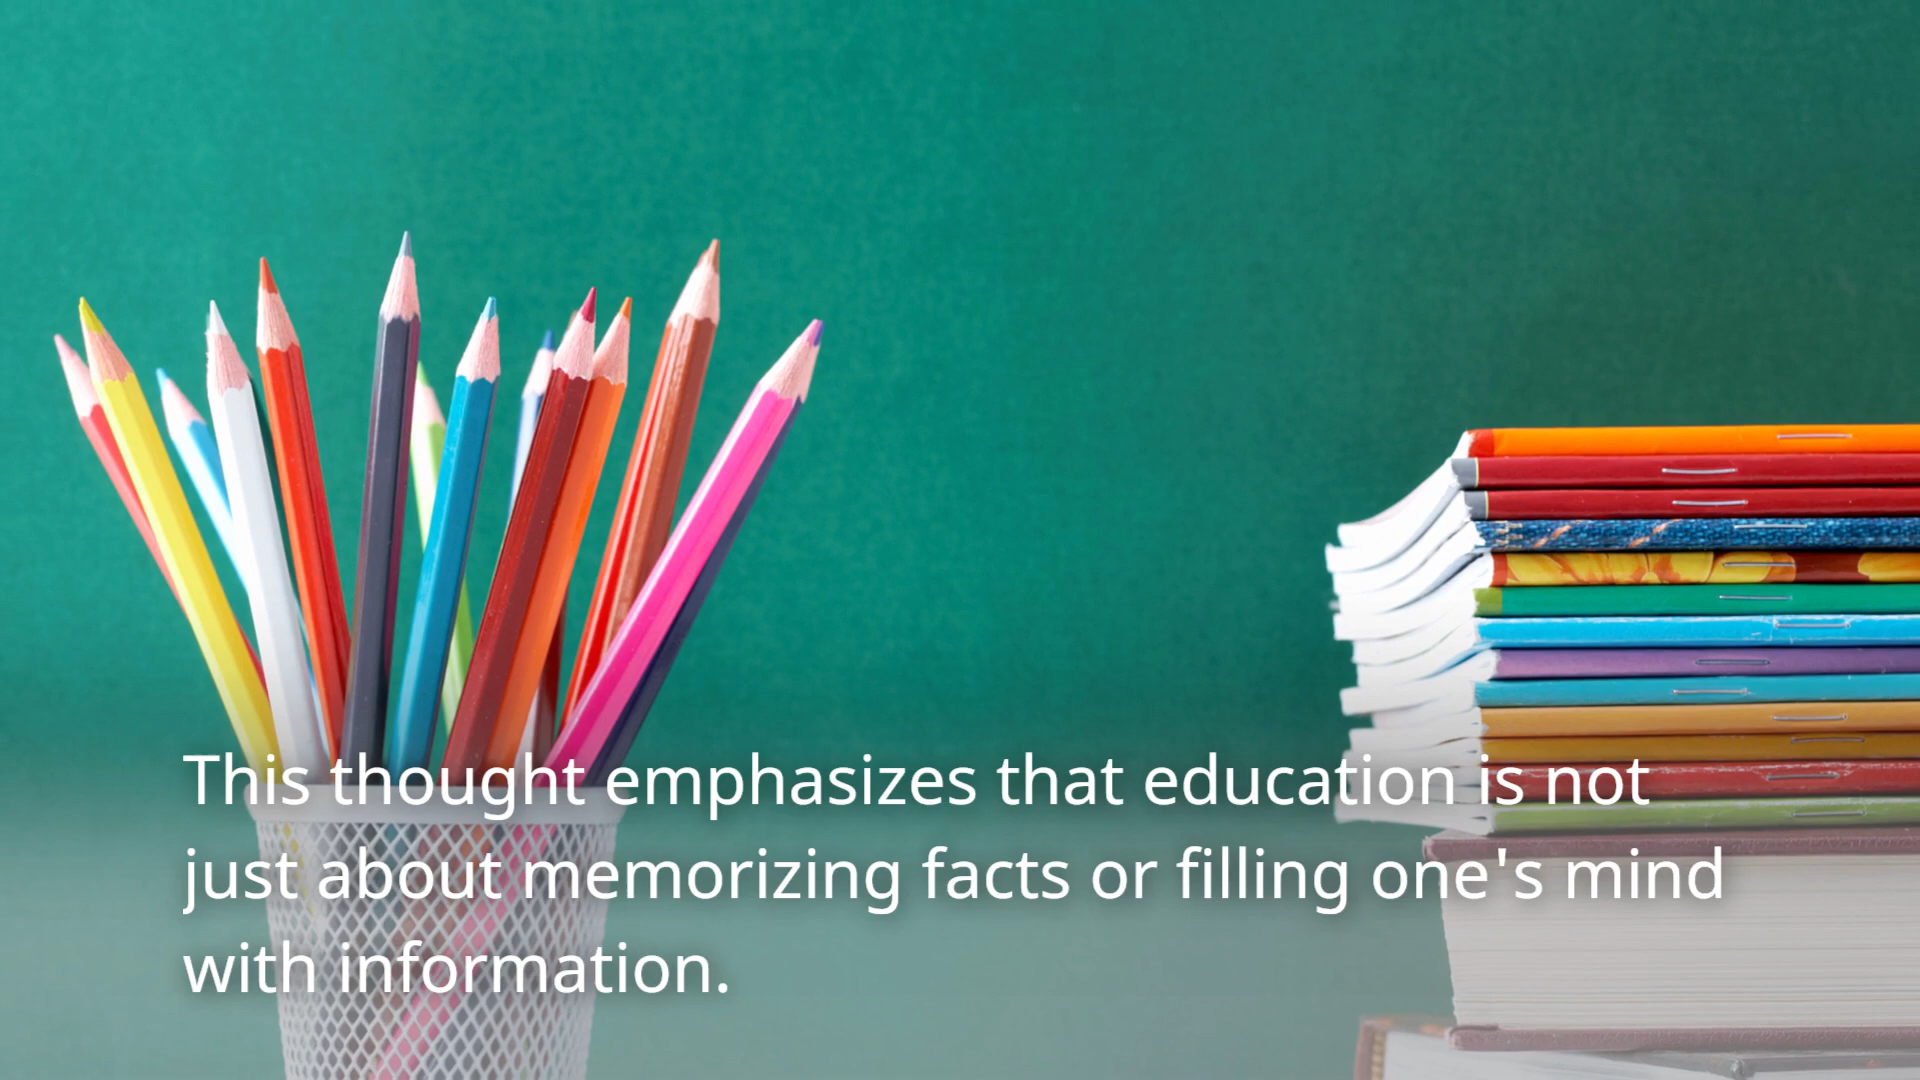 This thought emphasizes that education is not
just about memorizing facts or filling one's mind
with information.